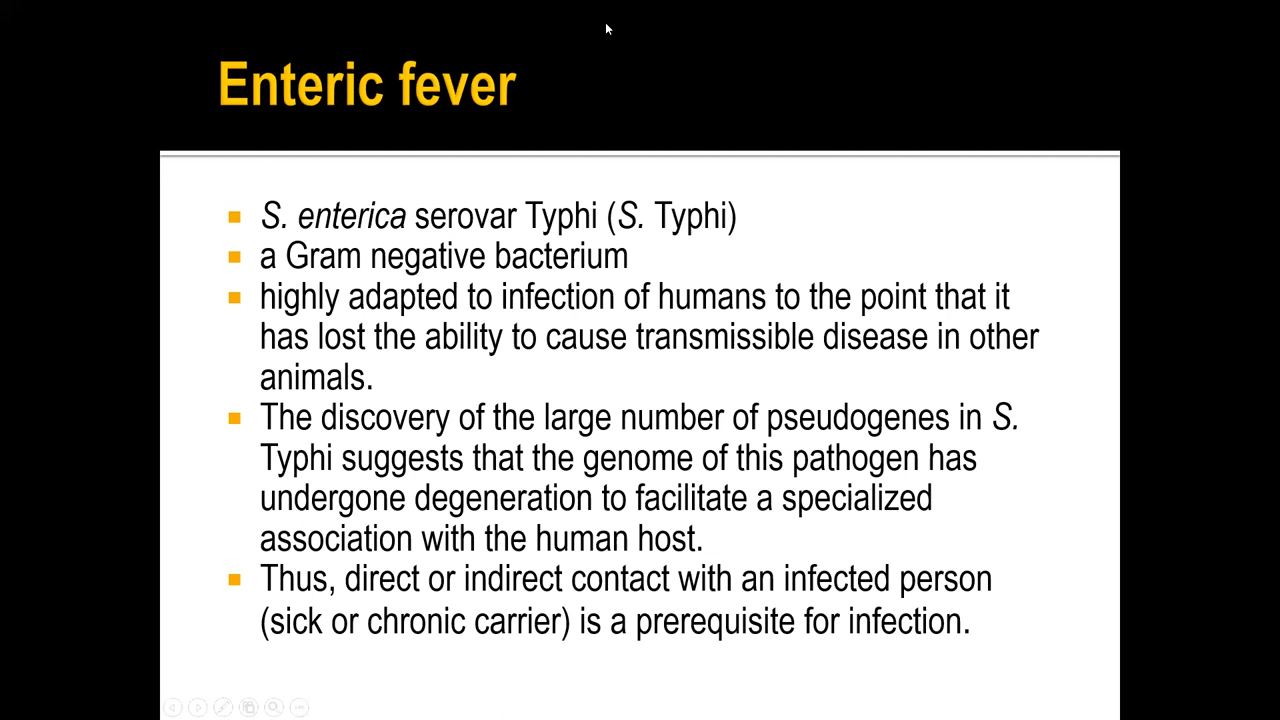 Enteric fever
S. enterica serovar Typhi (S. Typhi)
a Gram negative bacterium
highly adapted to infection of humans to the point that it
has lost the ability to cause transmissible disease in other
animals.
The discovery of the large number of pseudogenes in S.
Typhi suggests that the genome of this pathogen has
undergone degeneration to facilitate a specialized
association with the human host.
Thus, direct or indirect contact with an infected person
(sick or chronic carrier) is a prerequisite for infection.